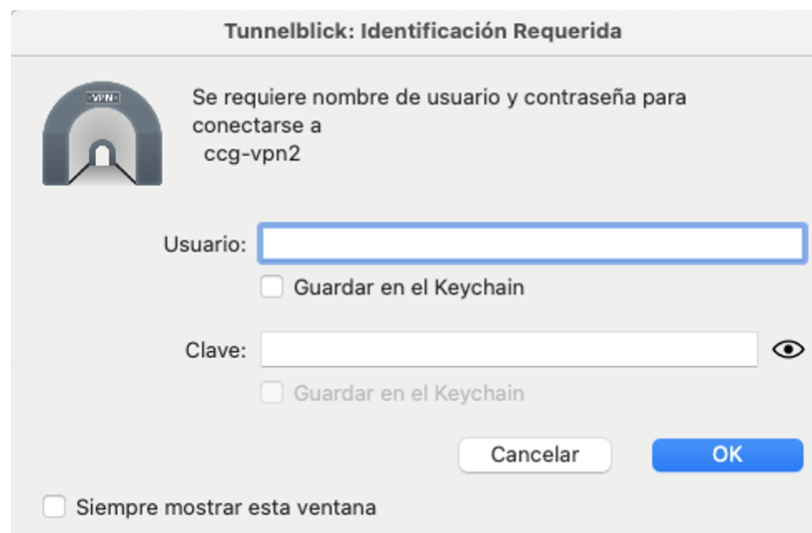 Tunnelblick: Identificación Requerida
VPN
Se requiere nombre de usuario y contraseña para
conectarse a
ccg-vpn2
Usuario:
Guardar en el Keychain
Clave:
Guardar en el Keychain
Cancelar
OK
Siempre mostrar esta ventana